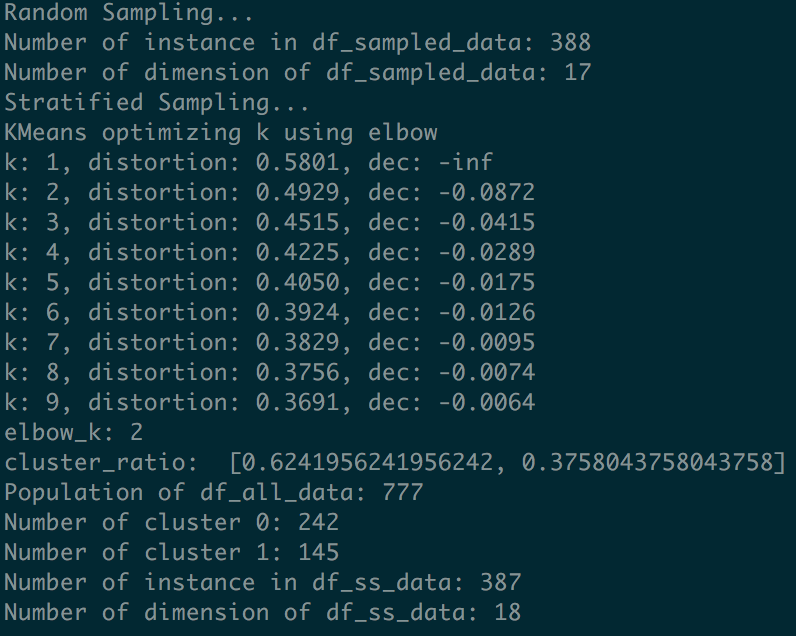 Random Sampling...
Number of instance in df_sampled_data: 388
Number of dimension of df_sampled_data: 17
Stratified Sampling...
KMeans optimizing k using elbow
k: 1, distortion: 0.5801, dec: -inf
k: 2, distortion: 0.4929, dec: -0.0872
k: 3, distortion: 0.4515, dec: -0.0415
k: 4, distortion: 0.4225, dec: -0.0289
k: 5, distortion: 0.4050, dec: -0.0175
k: 6, distortion: 0.3924, dec: -0.0126
k: 7, distortion: 0.3829, dec: -0.0095
k: 8, distortion: 0.3756, dec: -0.0074
k: 9, distortion: 0.3691, dec: -0.0064
elbow_k: 2
cluster_ratio:  [0.6241956241956242, 0.3758043758043758]
Population of df_all_data: 777
Number of cluster 0: 242
Number of cluster 1: 145
Number of instance in df_ss_data: 387
Number of dimension of df_ss_data: 18